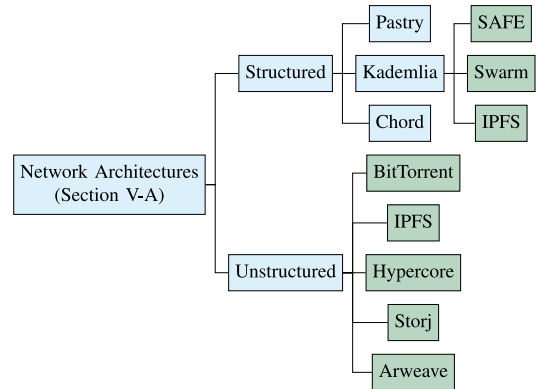 Network Architectures
(Section V-A)
Structured
Pastry
Kademlia
SAFE
Swarm
IPFS
Chord
Unstructured
BitTorrent
IPFS
Hypercore
Storj
Arweave